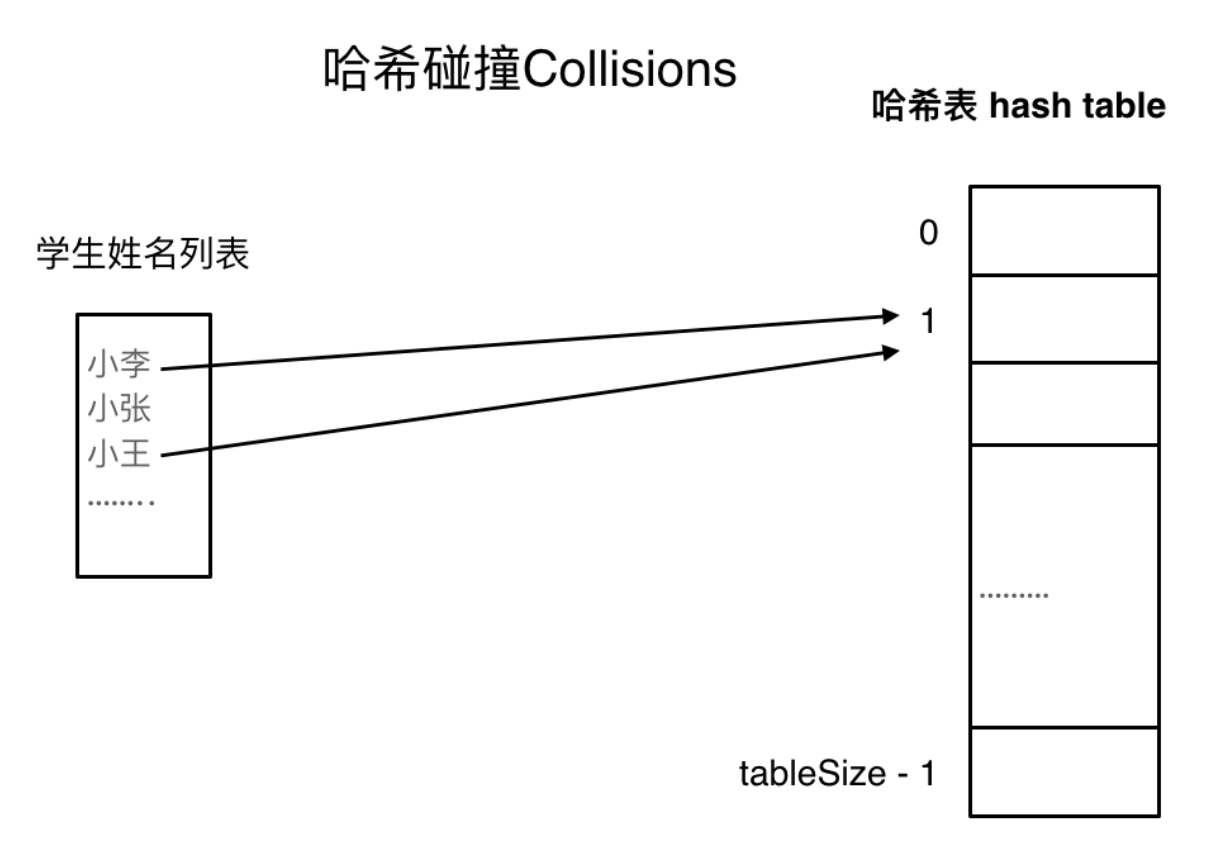 哈希碰撞Collisions
哈希表 hash table
学生姓名列表
小李
小张
小王
........
0
1
.........
tableSize - 1